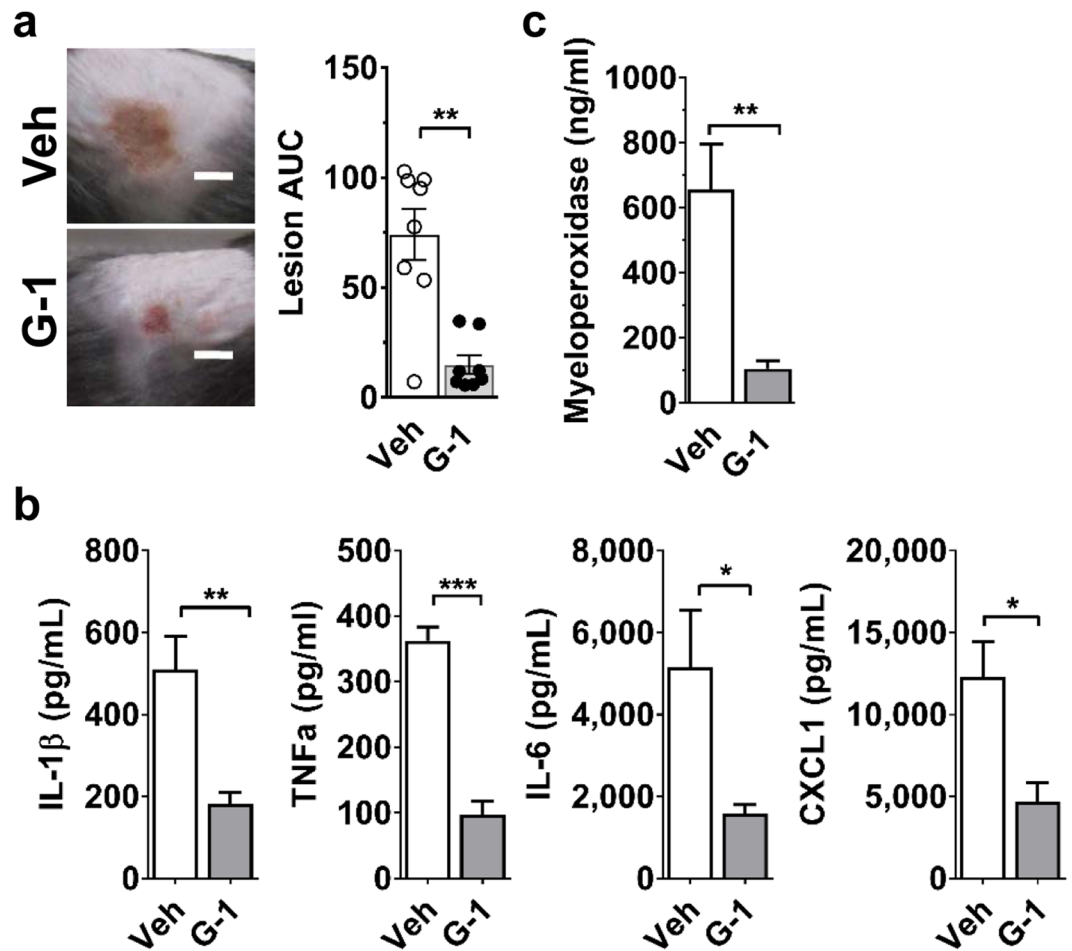 a
Veh
G-1
Lesion AUC
150
100
50
0
**
Veh
G-1
c
Myeloperoxidase (ng/ml)
1000
800
600
400
200
0
**
Veh
G-1
b
IL-1β (pg/mL)
800
600
400
200
0
**
Veh
G-1
TNFa (pg/ml)
500
400
300
200
100
0
***
Veh
G-1
IL-6 (pg/mL)
8,000
6,000
4,000
2,000
0
*
Veh
G-1
CXCL1 (pg/mL)
20,000
15,000
10,000
5,000
0
*
Veh
G-1